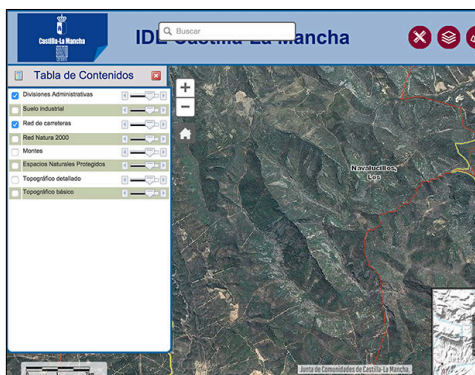 Castilla-La Mancha
IDE Castilla-La Mancha
Buscar
Tabla de Contenidos
Divisiones Administrativas
Suelo Industrial
Red de carreteras
Red Natura 2000
Montes
Espacios Naturales Protegidos
Topográfico detallado
Topográfico básico
Navalucillos,
Los
Junta de Comunidades de Castilla-La Mancha,